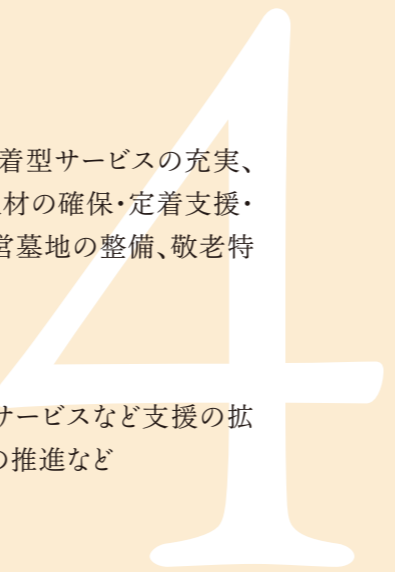 着型サービスの充実、
材の確保・定着支援・
営墓地の整備、敬老特
サービスなど支援の拡
の推進など
4